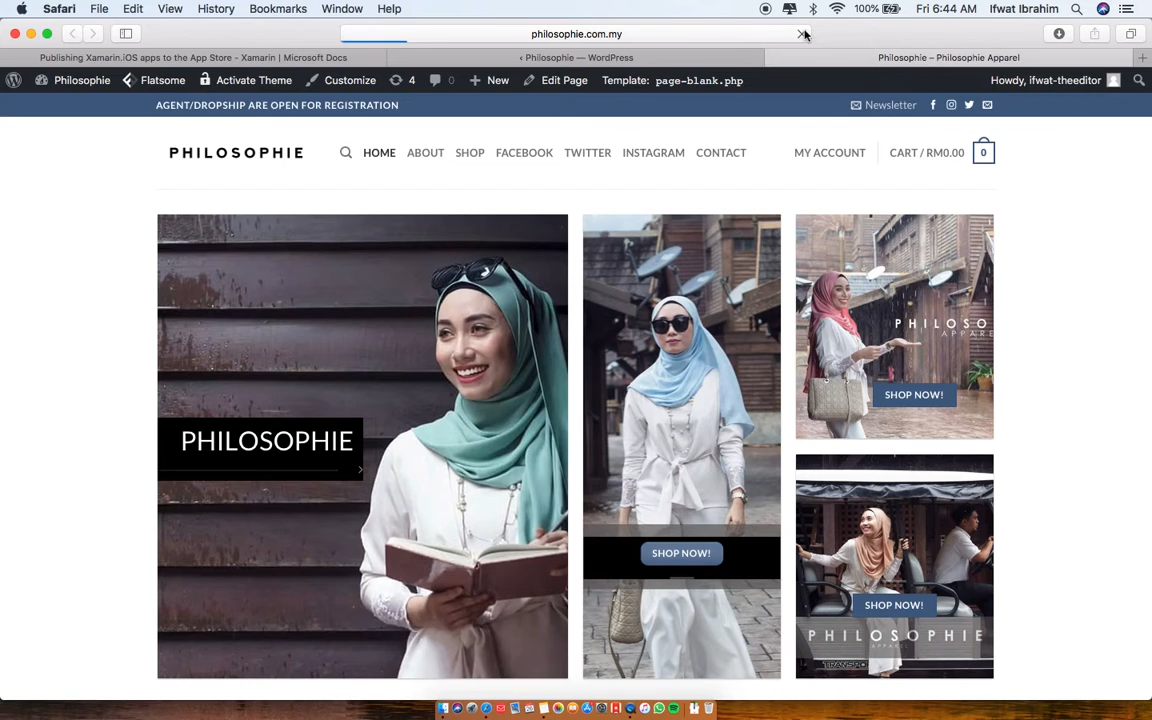 Safari File Edit View History Bookmarks Window Help 100% Fri 6:44 AM Ifwat Ibrahim
philosophie.com.my
Publishing Xamarin.iOS apps to the App Store - Xamarin | Microsoft Docs ‹ Philosophie — WordPress Philosophie – Philosophie Apparel
Philosophie Flatsome Activate Theme Customize 4 0 New Edit Page Template: page-blank.php Howdy, ifwat-theeditor
AGENT/DROPSHIP ARE OPEN FOR REGISTRATION Newsletter
PHILOSOPHIE HOME ABOUT SHOP FACEBOOK TWITTER INSTAGRAM CONTACT MY ACCOUNT CART / RM0.00 0
PHILOSO
APPARE
SHOP NOW!
PHILOSOPHIE
SHOP NOW!
SHOP NOW!
PHILOSOPHIE
APPAREL